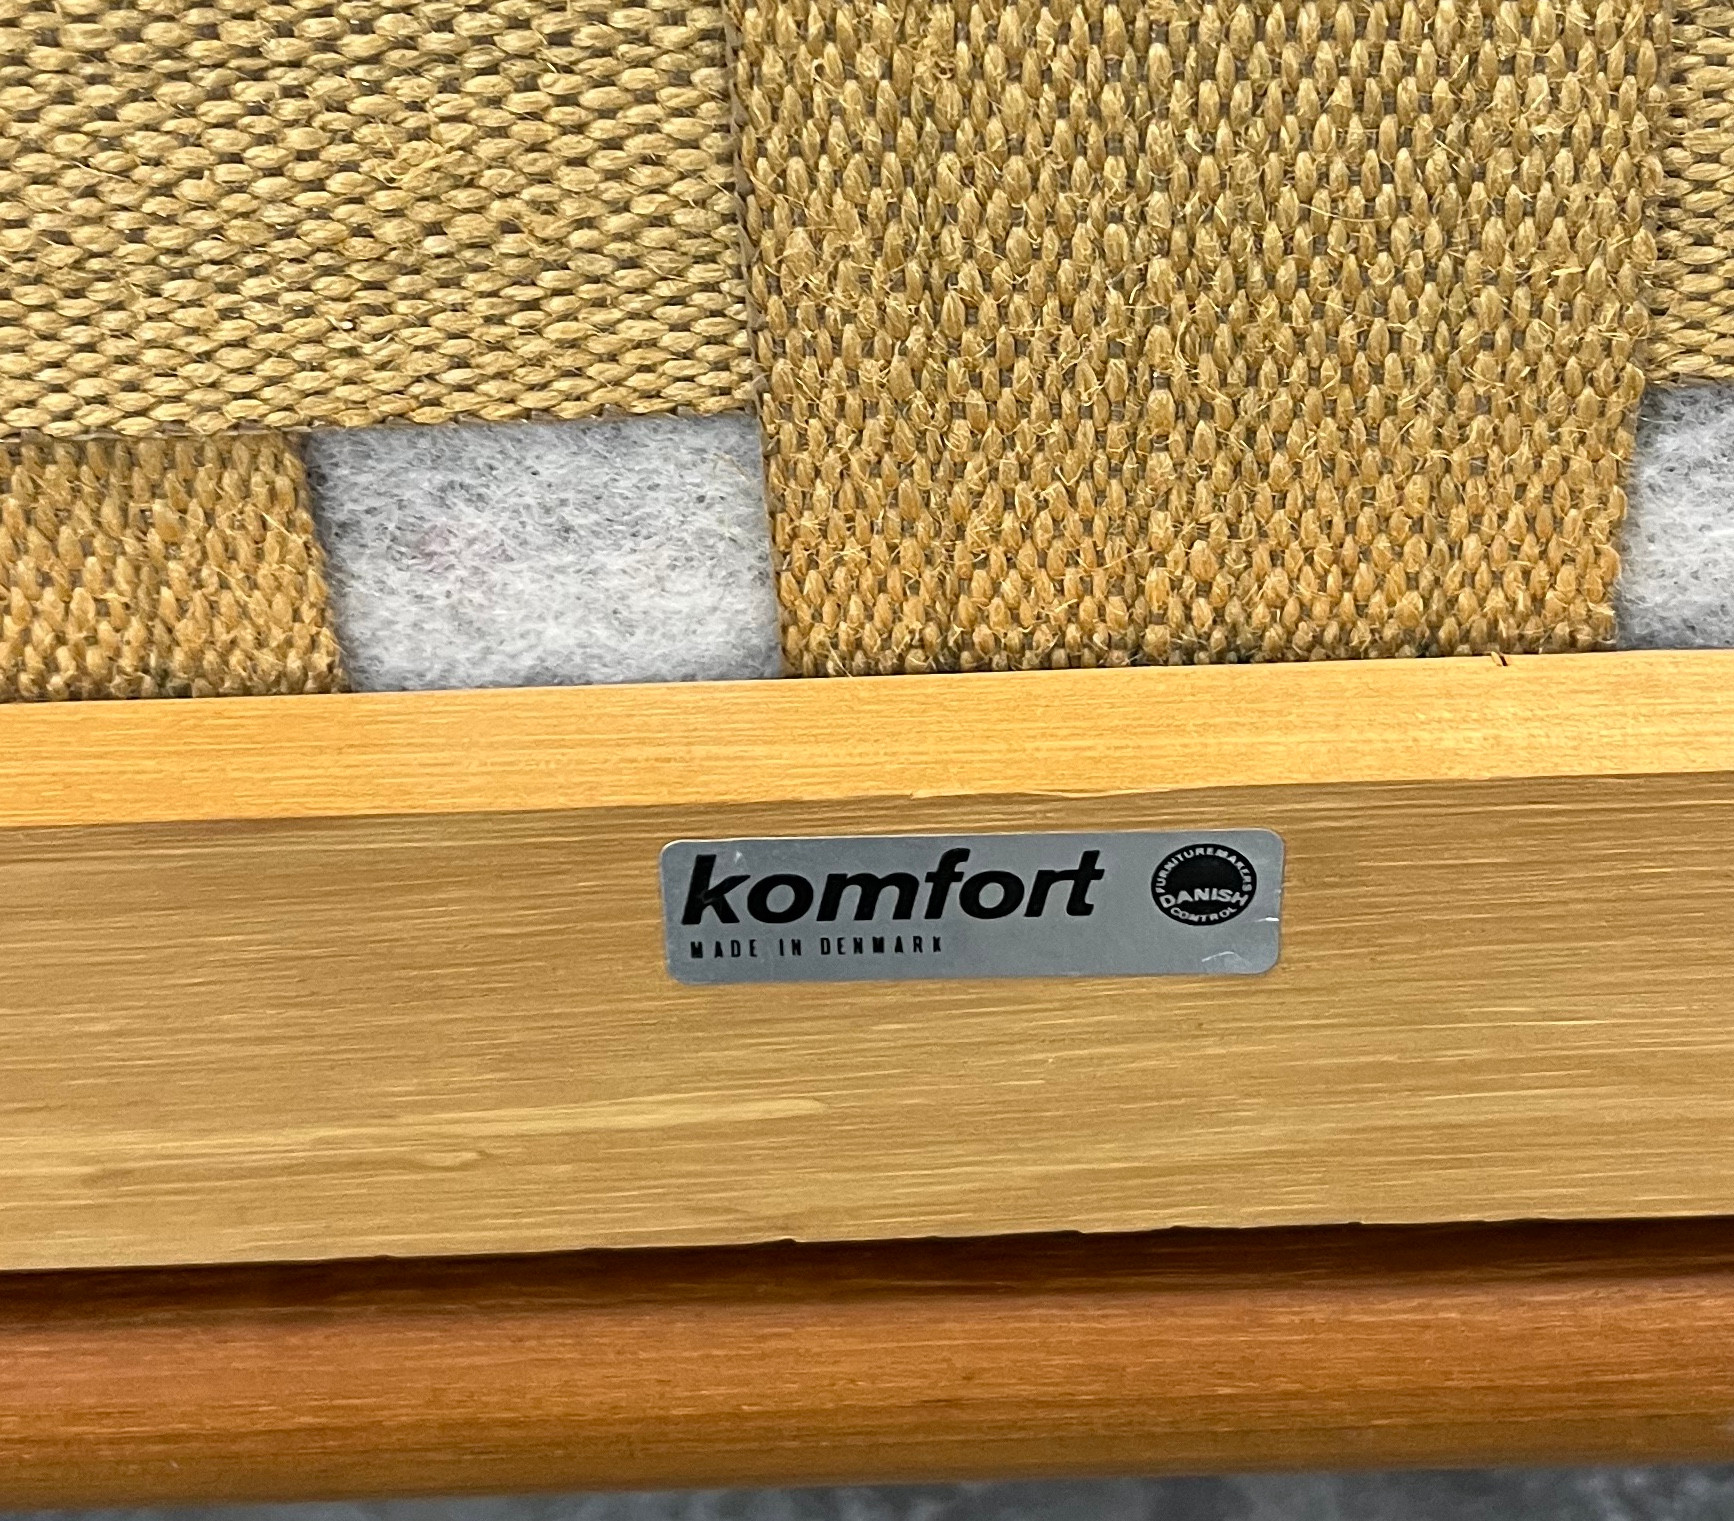 komfort
MADE IN DENMARK
FURNITUREMAKERS
DANISH
CONTROL